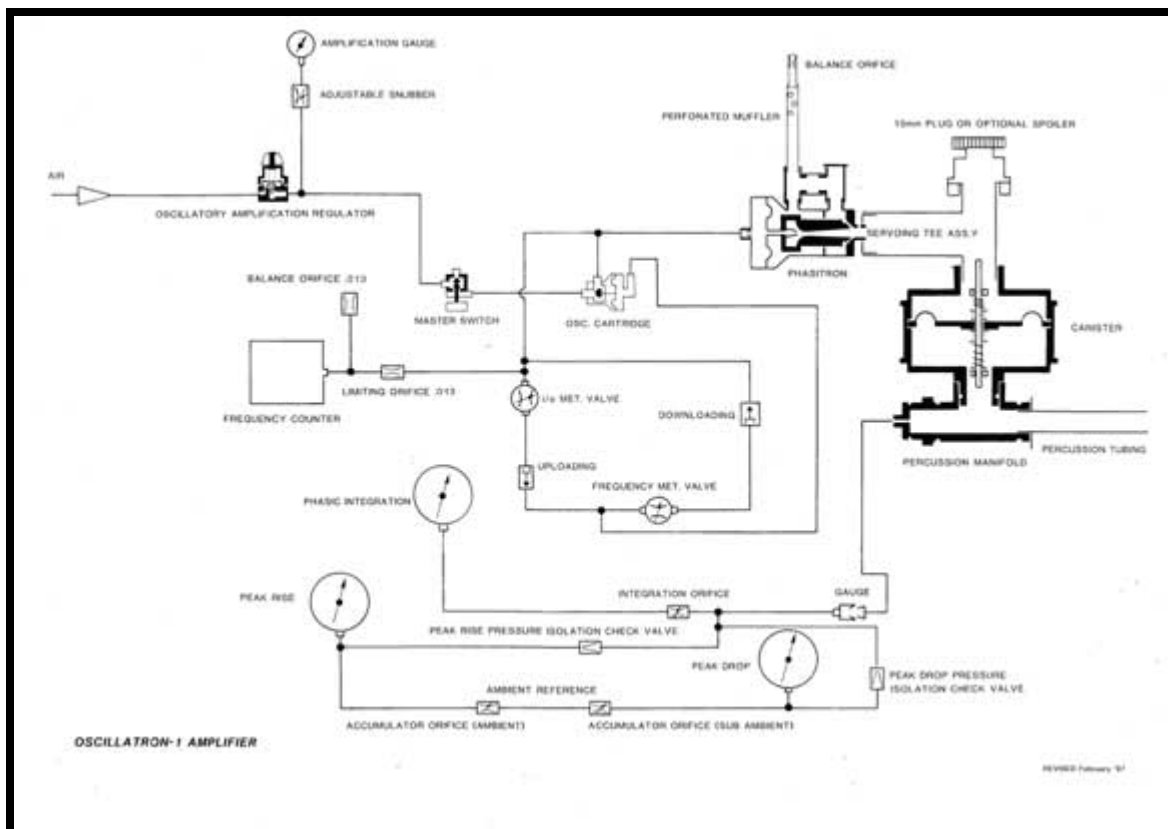 AMPLIFICATION GAUGE
BALANCE ORIFICE
ADJUSTABLE SNUBBER
PERFORATED MUFFLER
10mm PLUG OR OPTIONAL SPOILER
AIR
OSCILLATORY AMPLIFICATION REGULATOR
SERVOING TEE ASS.Y
PHASITRON
BALANCE ORIFICE .013
MASTER SWITCH
OSC. CARTRIDGE
CANISTER
LIMITING ORIFICE .013
FREQUENCY COUNTER
i/e MET. VALVE
DOWNLOADING
PERCUSSION TUBING
PERCUSSION MANIFOLD
UPLOADING
FREQUENCY MET. VALVE
PHASIC INTEGRATION
INTEGRATION ORIFICE
GAUGE
PEAK RISE
PEAK RISE PRESSURE ISOLATION CHECK VALVE
PEAK DROP
PEAK DROP PRESSURE
ISOLATION CHECK VALVE
AMBIENT REFERENCE
ACCUMULATOR ORIFICE (AMBIENT)
ACCUMULATOR ORIFICE (SUB AMBIENT)
OSCILLATRON-1 AMPLIFIER
REVISED February